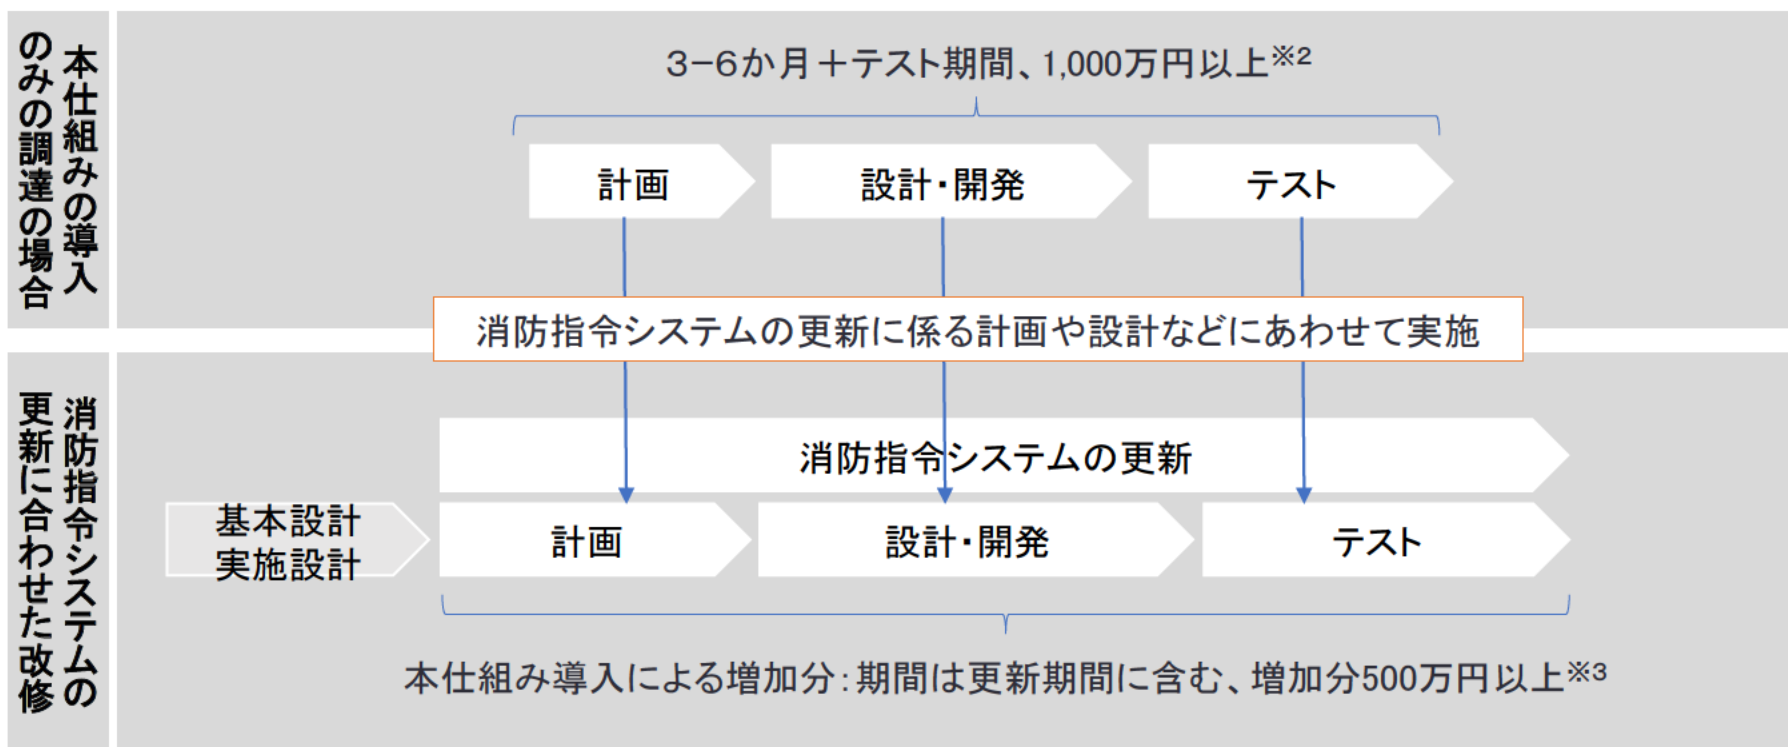 本仕組みの導入
のみの調達の場合
3−6か月＋テスト期間、1,000万円以上※2
計画
設計・開発
テスト
消防指令システムの更新に係る計画や設計などにあわせて実施
消防指令システムの
更新に合わせた改修
消防指令システムの更新
基本設計
実施設計
計画
設計・開発
テスト
本仕組み導入による増加分：期間は更新期間に含む、増加分500万円以上※3